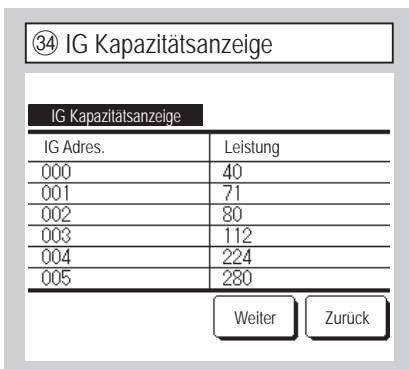 ㉞ IG Kapazitätsanzeige
IG Kapazitätsanzeige
IG Adres. Leistung
000 40
001 71
002 80
003 112
004 224
005 280
Weiter Zurück